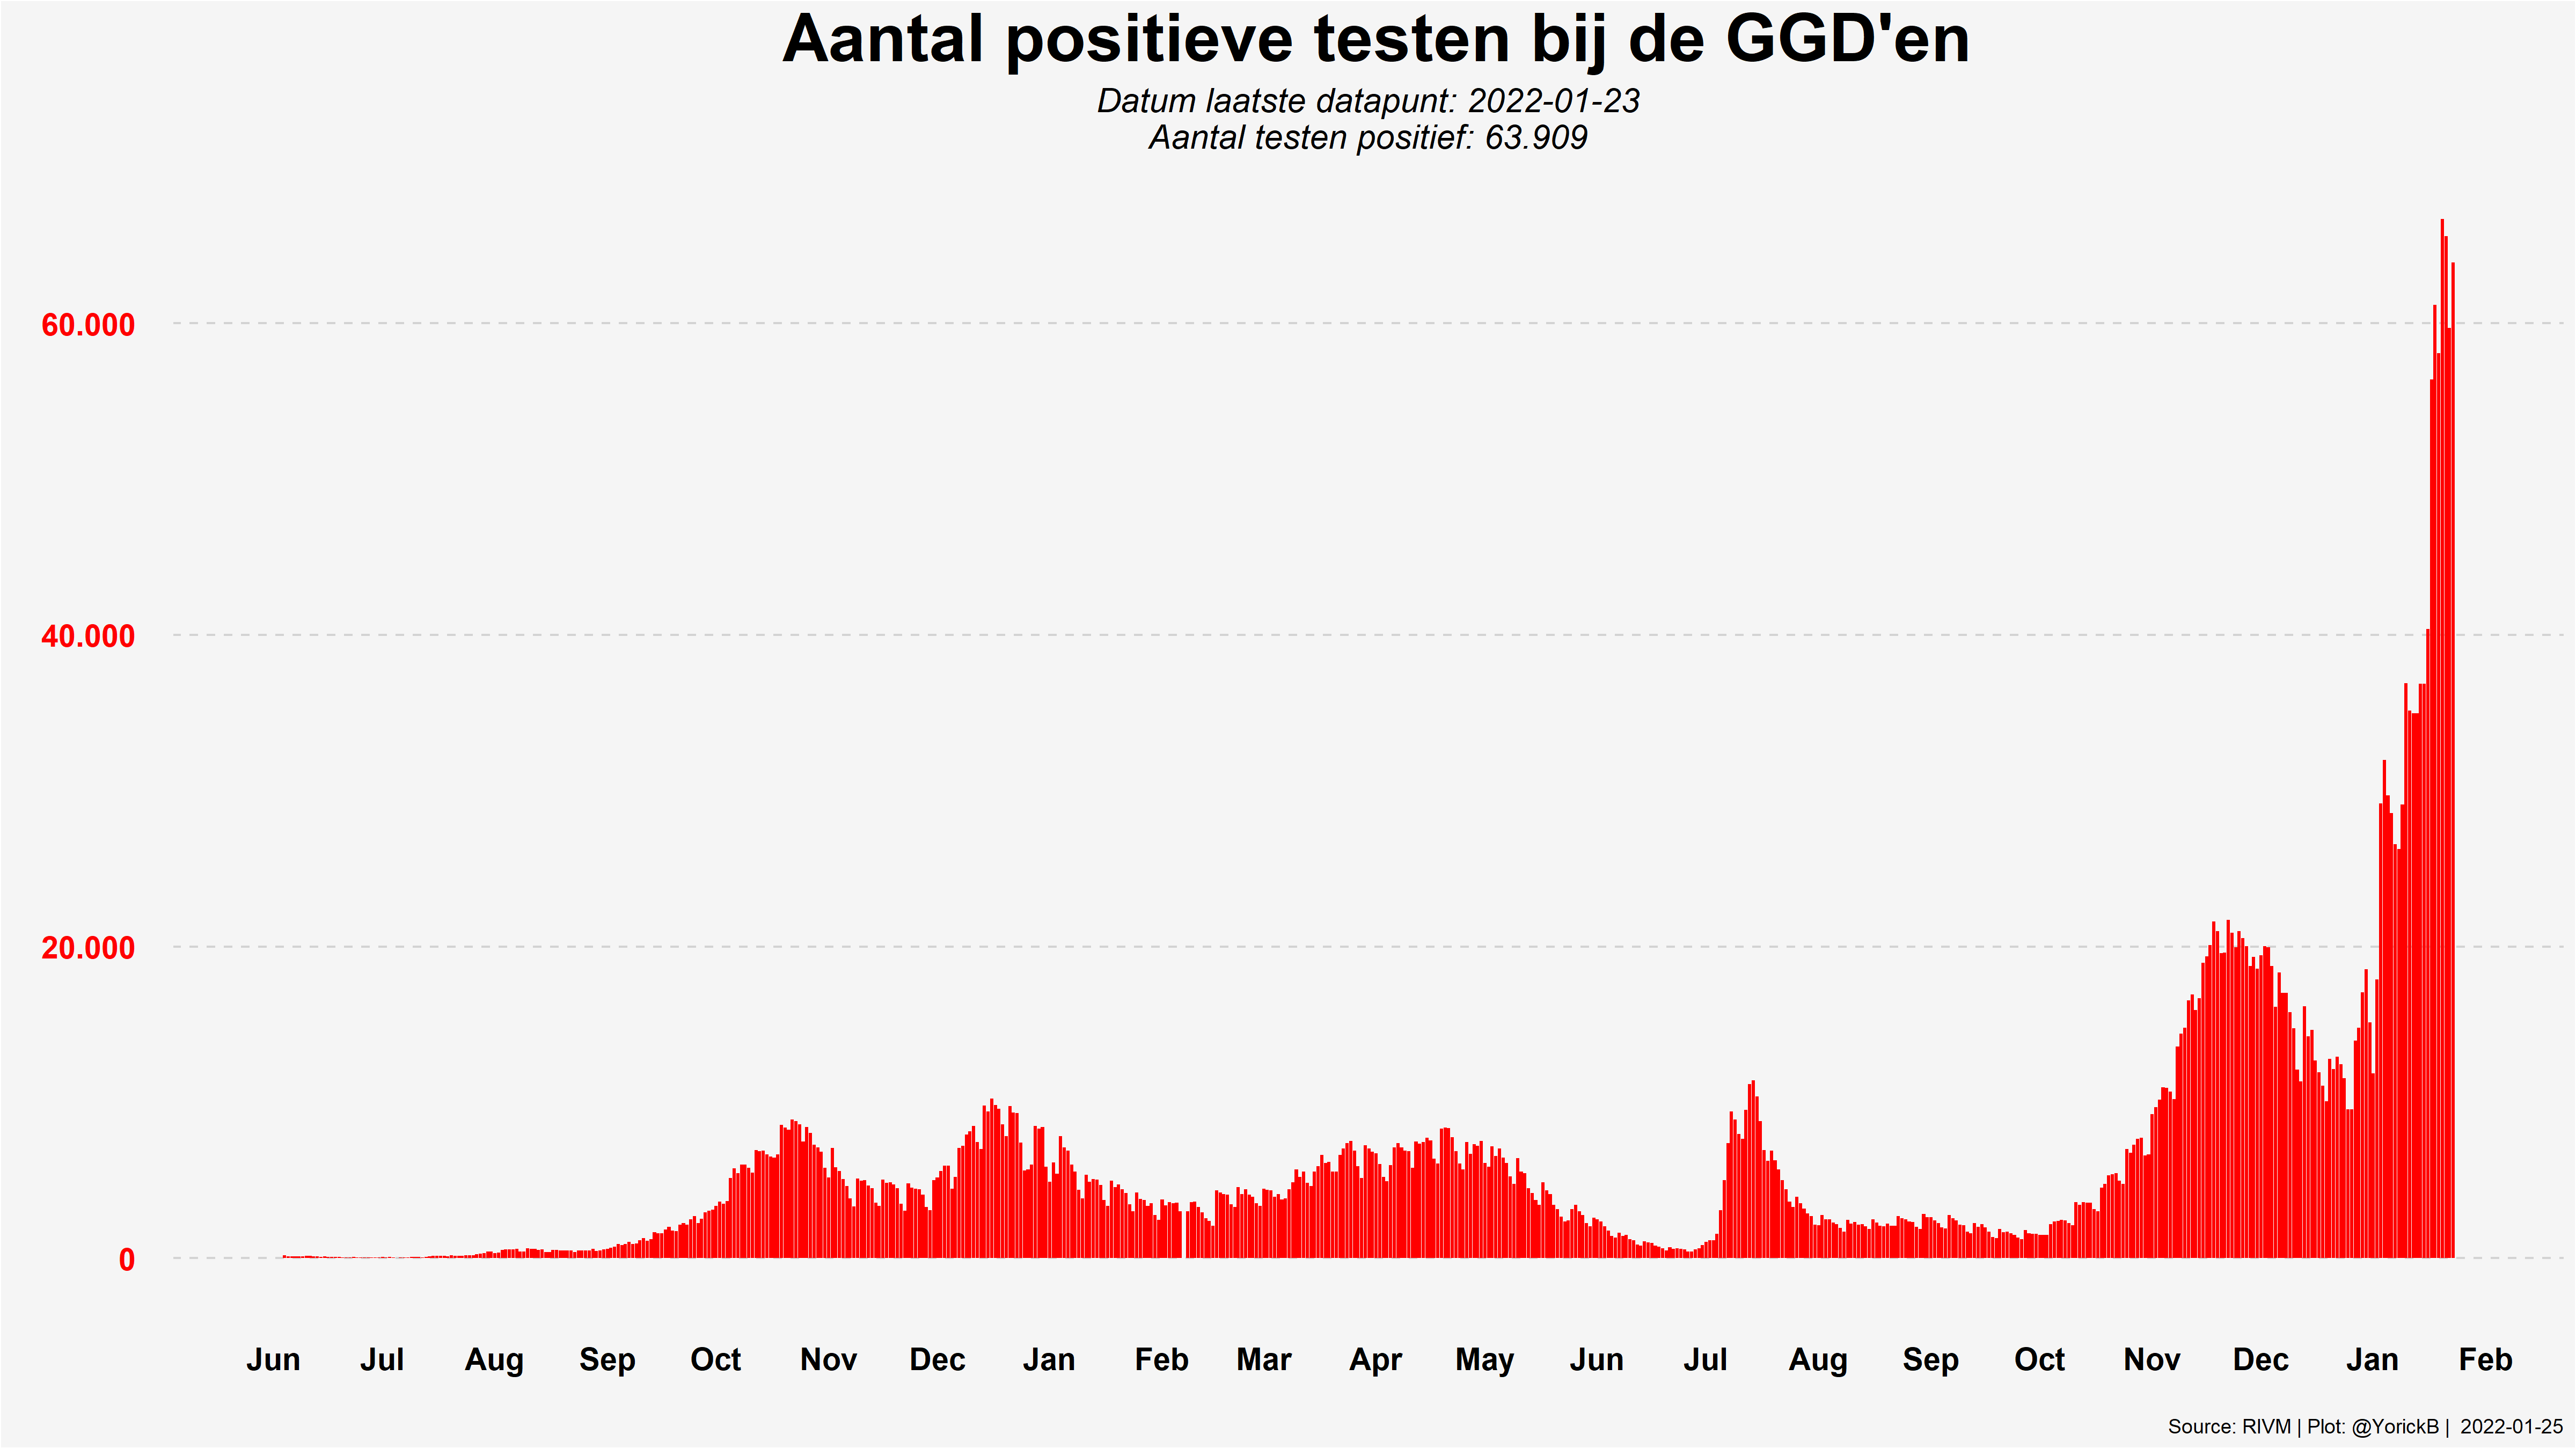 Aantal positieve testen bij de GGD'en
Datum laatste datapunt: 2022-01-23
Aantal testen positief: 63.909
60.000
40.000
20.000
0
Jun Jul Aug Sep Oct Nov Dec Jan Feb Mar Apr May Jun Jul Aug Sep Oct Nov Dec Jan Feb
Source: RIVM | Plot: @YorickB | 2022-01-25